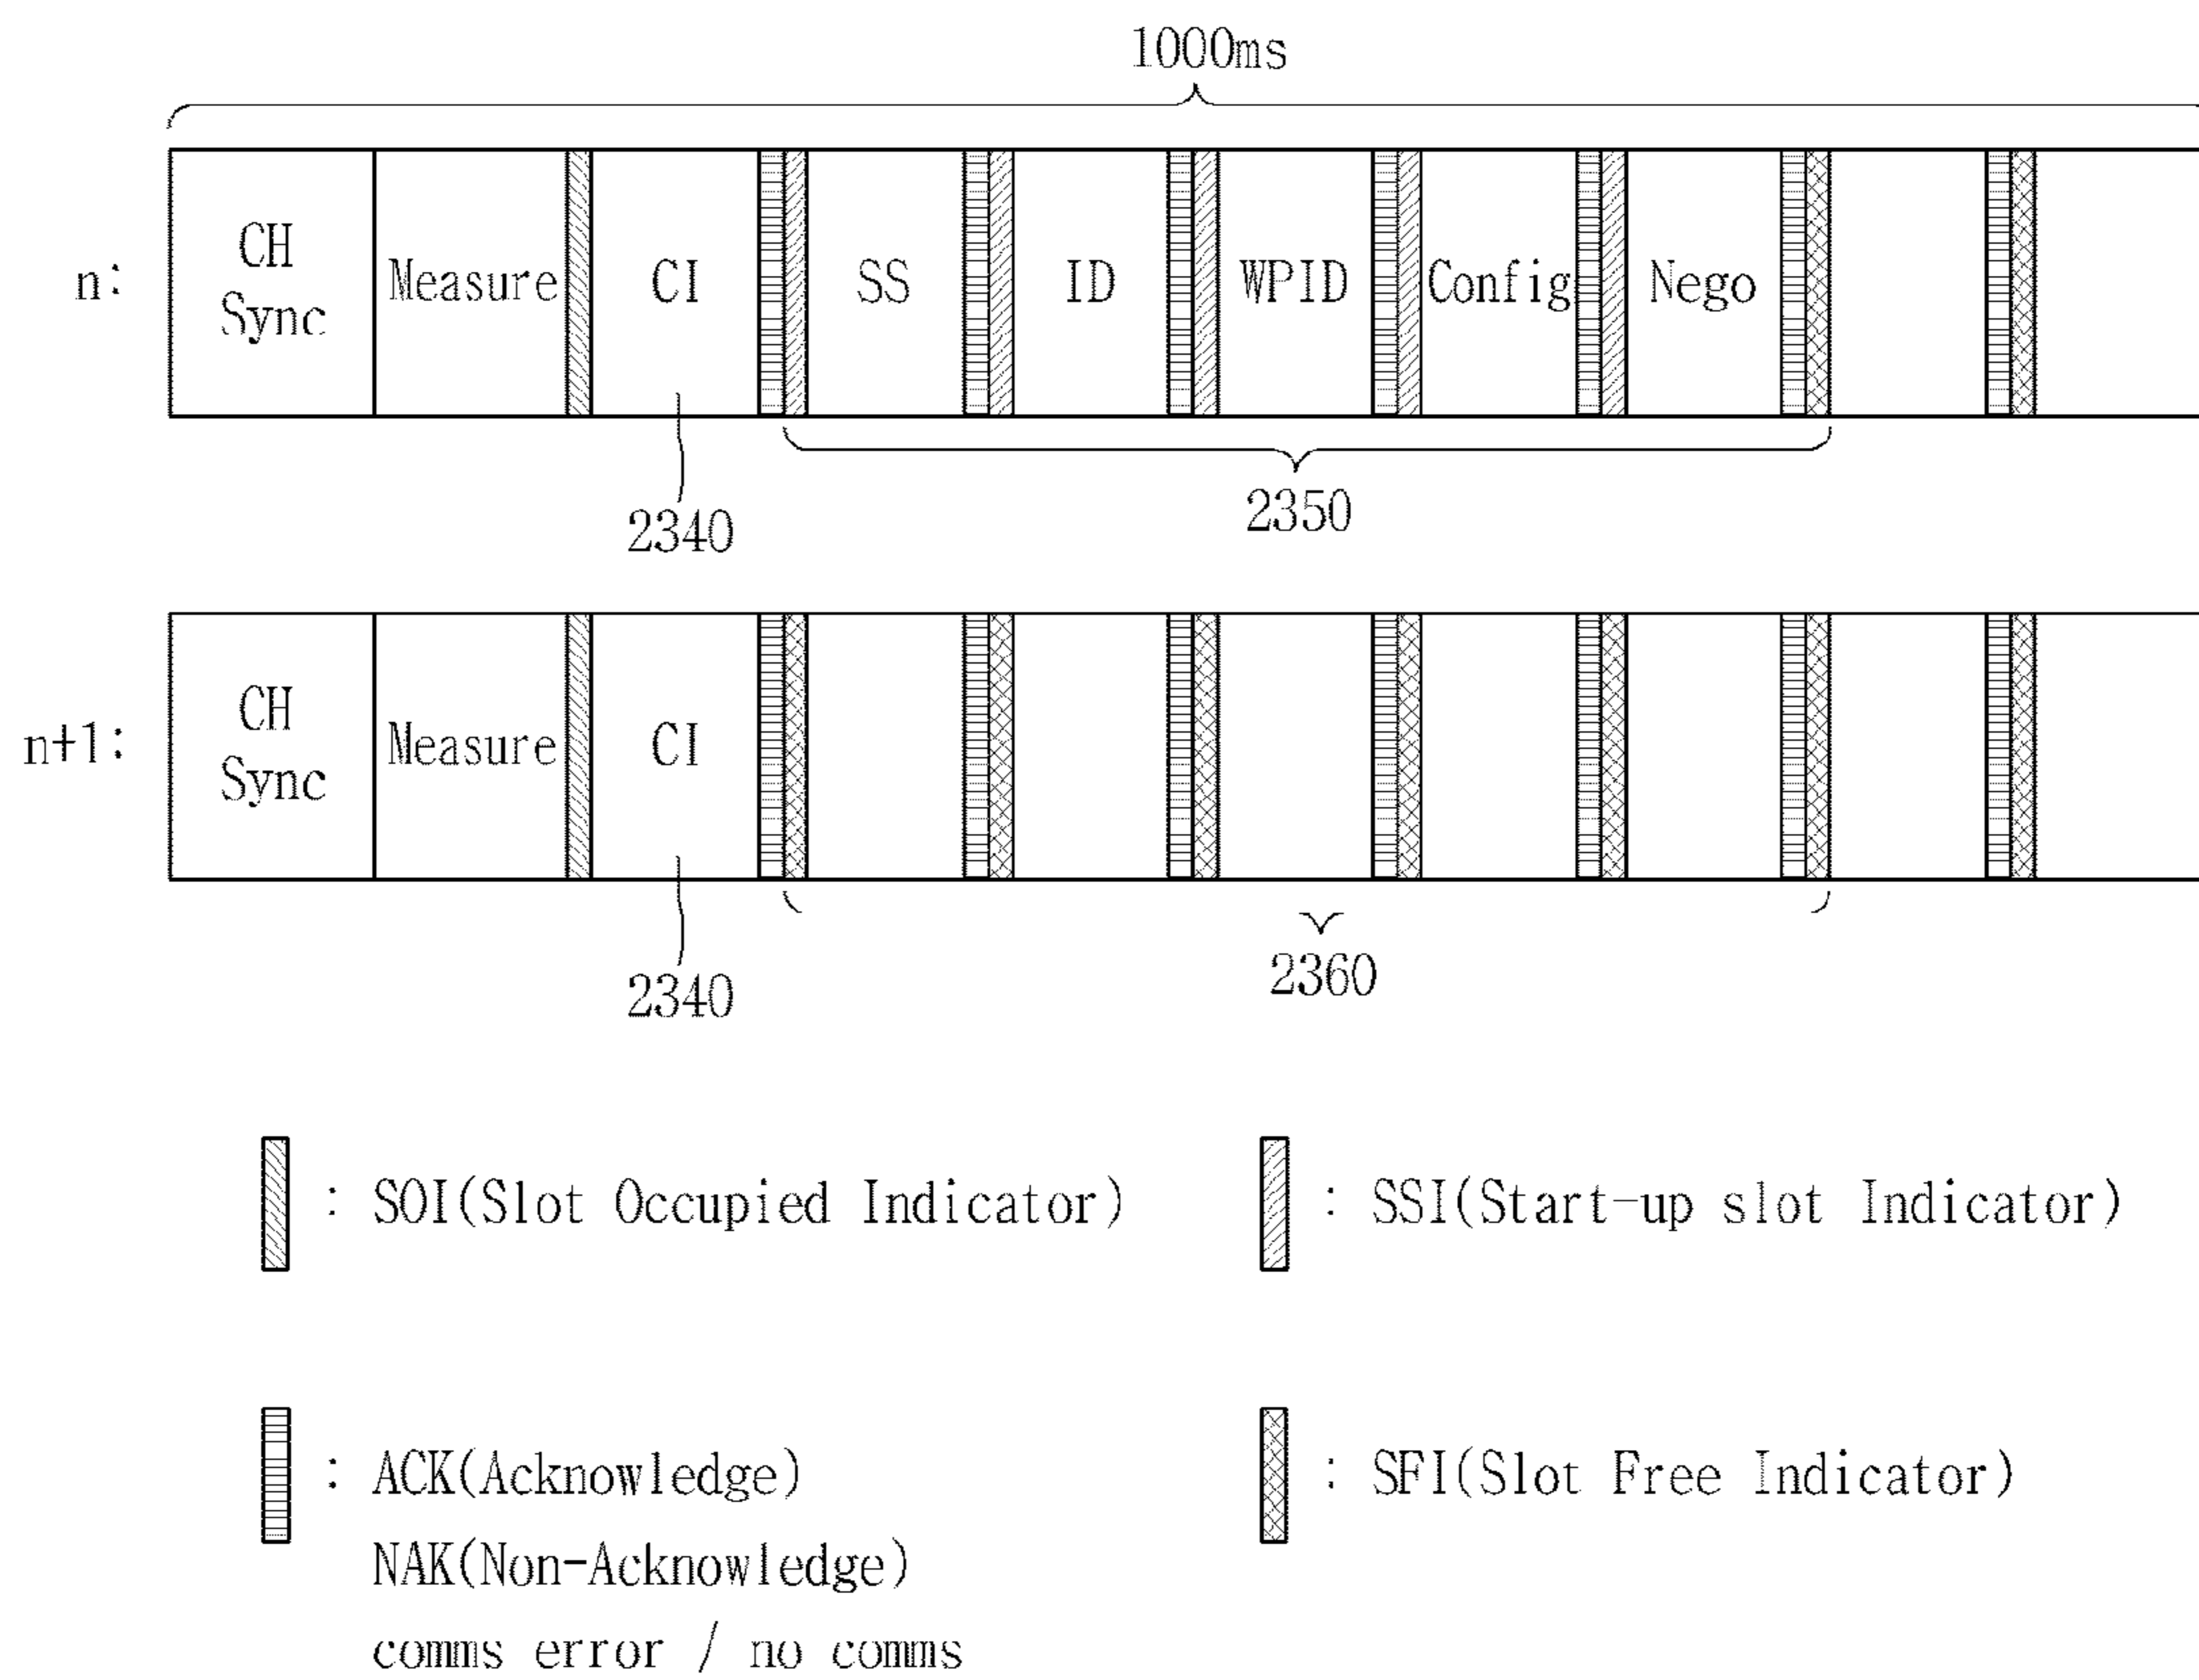 1000ms
n:
CH
Sync
Measure
CI
SS
ID
WPID
Config
Nego
2340
2350
n+1:
CH
Sync
Measure
CI
2340
2360
: SOI(Slot Occupied Indicator)
: SSI(Start-up slot Indicator)
: ACK(Acknowledge)
NAK(Non-Acknowledge)
comms error / no comms
: SFI(Slot Free Indicator)